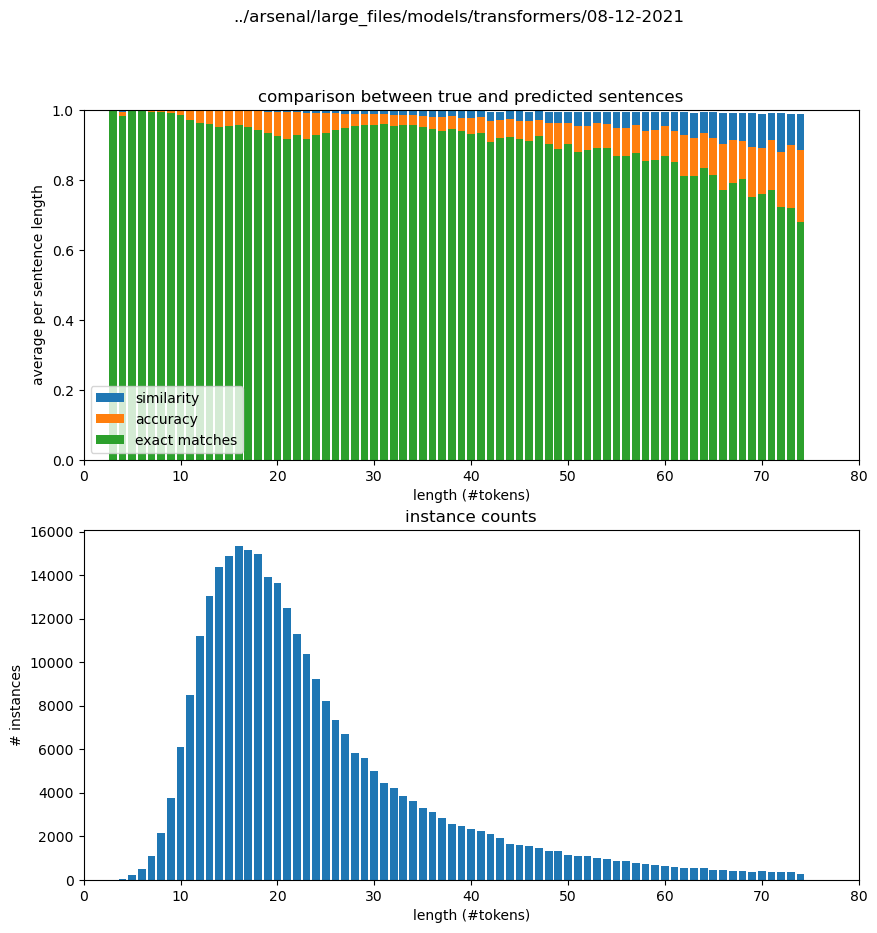 ../arsenal/large_files/models/transformers/08-12-2021
comparison between true and predicted sentences
average per sentence length
1.0
0.8
0.6
0.4
0.2
0.0
similarity
accuracy
exact matches
0 10 20 30 40 50 60 70 80
length (#tokens)
instance counts
# instances
16000
14000
12000
10000
8000
6000
4000
2000
0
0 10 20 30 40 50 60 70 80
length (#tokens)